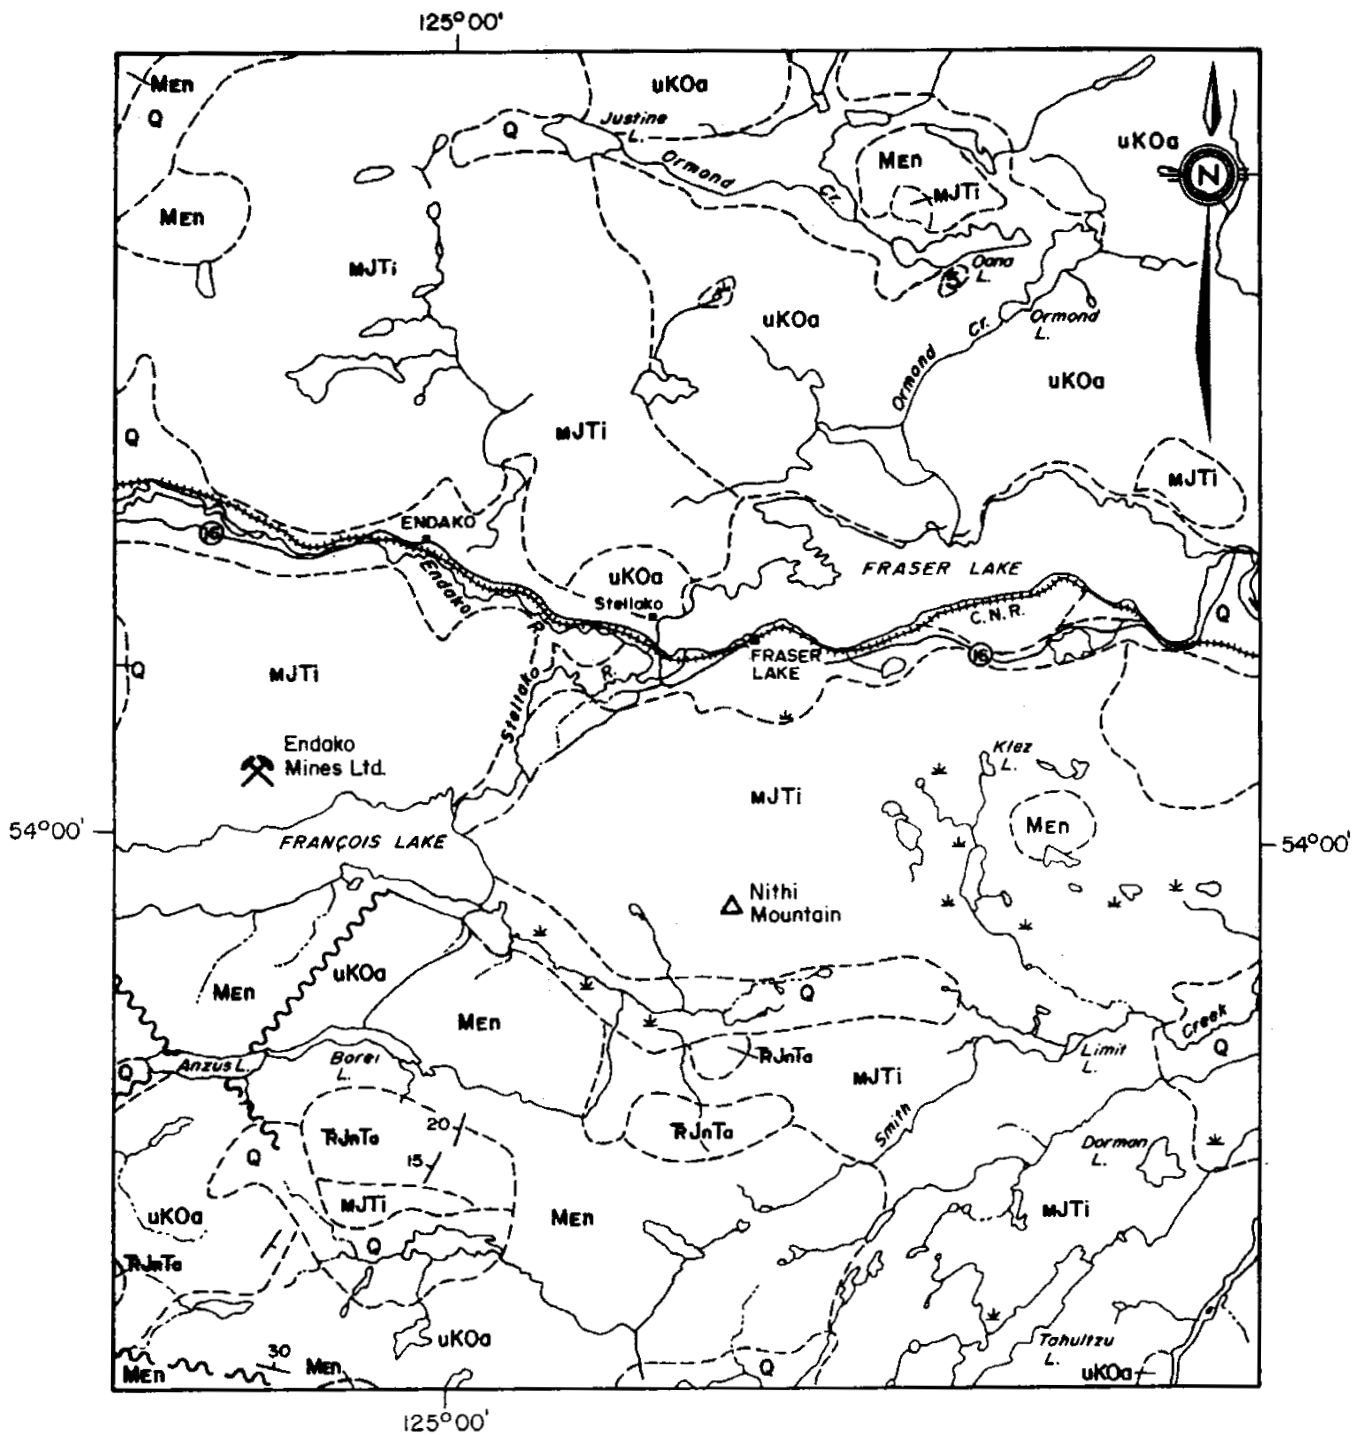 125°00'
MEn
Q
uKOa
Justine
L.
Q
Ormond
Cr.
MEn
MJTi
uKOa
N
MEn
MJTi
Oona
L.
uKOa
Ormond
Cr.
Ormond
L.
uKOa
Q
MJTi
MJTi
16
ENDAKO
Endako
R.
uKOa
Stellako
FRASER LAKE
C.N.R.
Q
16
FRASER
LAKE
Q
MJTi
Stellako
R.
Endako
Mines Ltd.
MJTi
Klez
L.
54°00'
FRANÇOIS LAKE
MEn
54°00'
Nithi
Mountain
MEn
uKOa
MEn
Q
Creek
Q
Limit
L.
Anzus L.
Borel
L.
Q
TRJnTa
MJTi
Smith
TRJnTa
20
TRJnTa
15
Q
Dorman
L.
uKOa
MJTi
MEn
MJTi
Q
TRJnTa
uKOa
30
MEn
MEn
Q
Tahultzu
L.
uKOa
125°00'